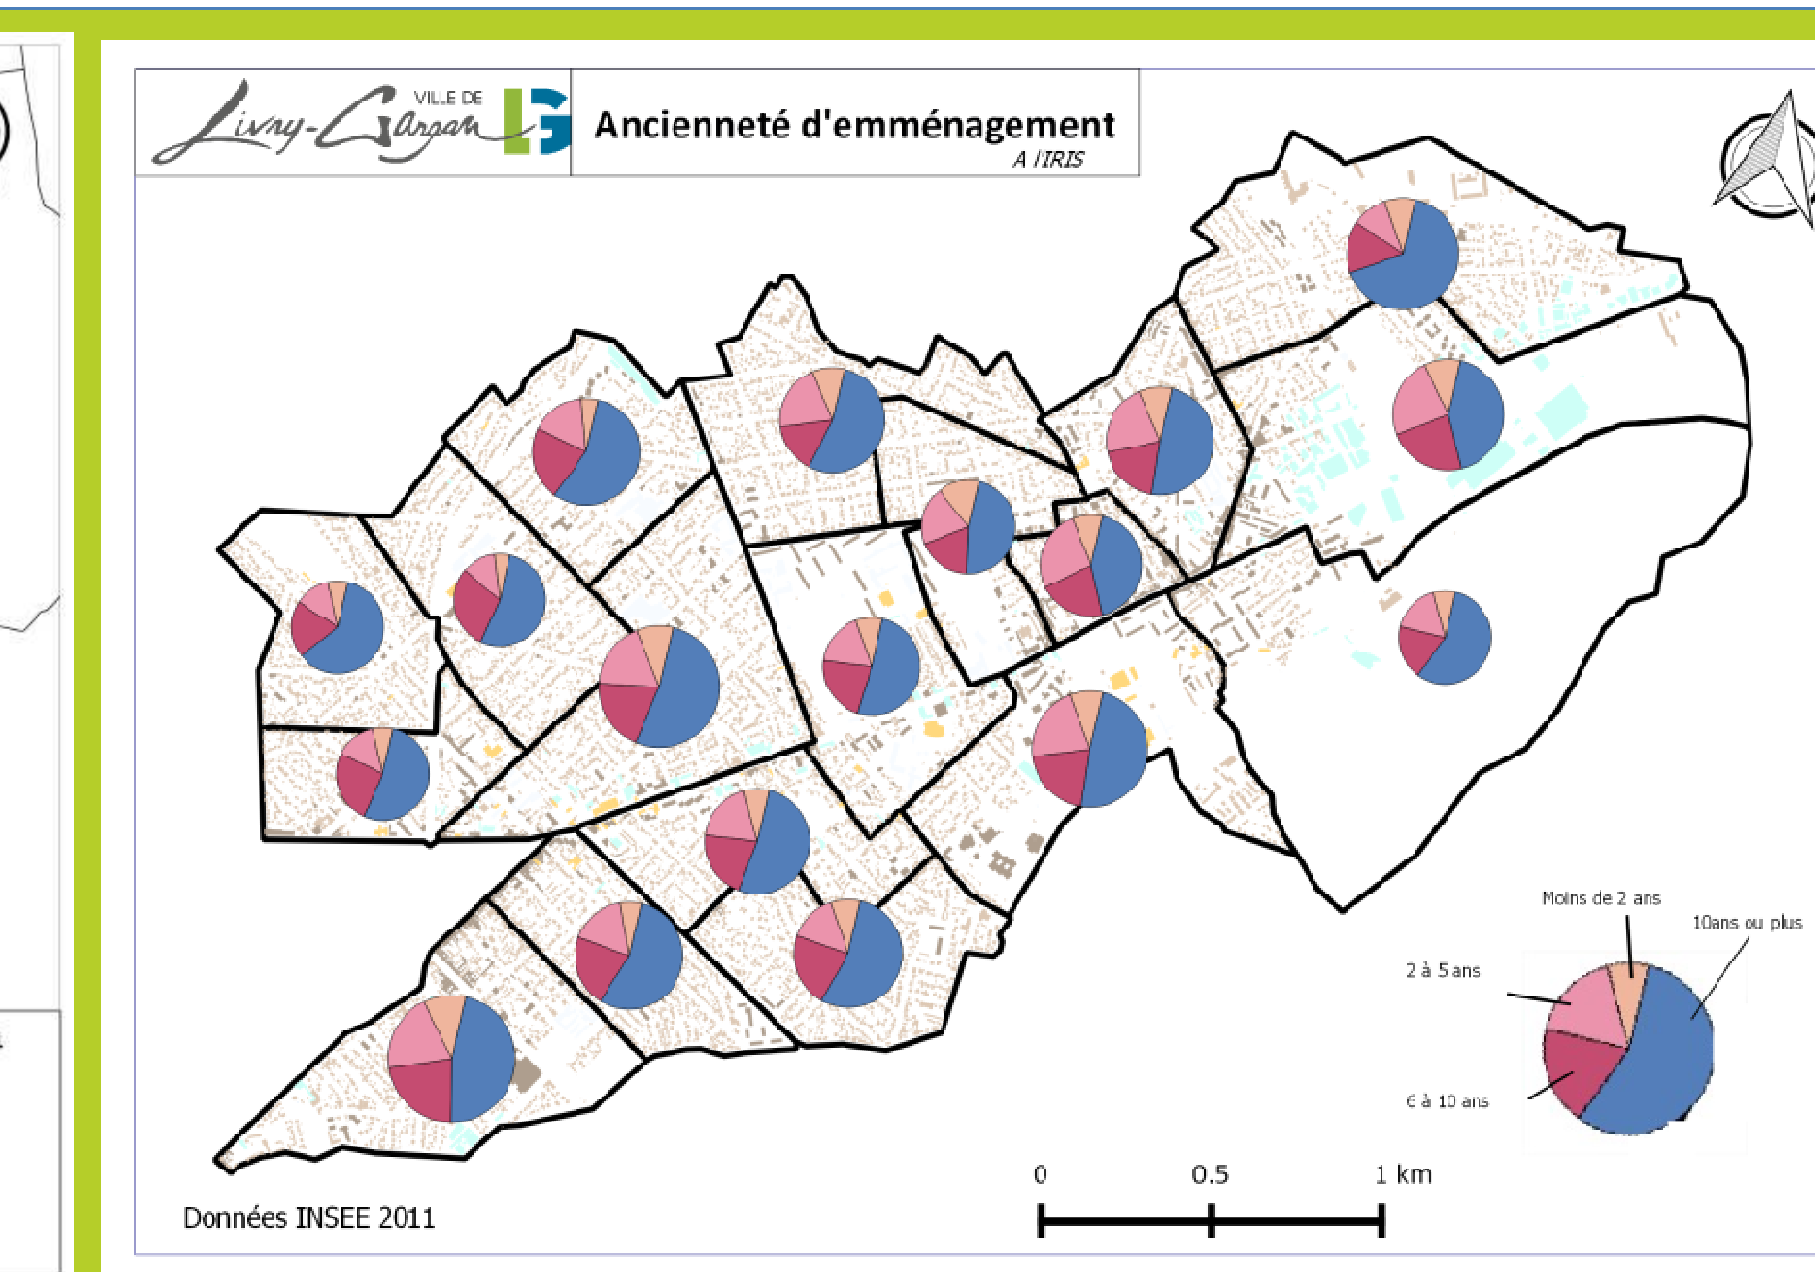 VILLE DE
Livry-Gargan
LG
Ancienneté d'emménagement
A l'IRIS
Moins de 2 ans
10ans ou plus
2 à 5 ans
6 à 10 ans
0 0.5 1 km
Données INSEE 2011